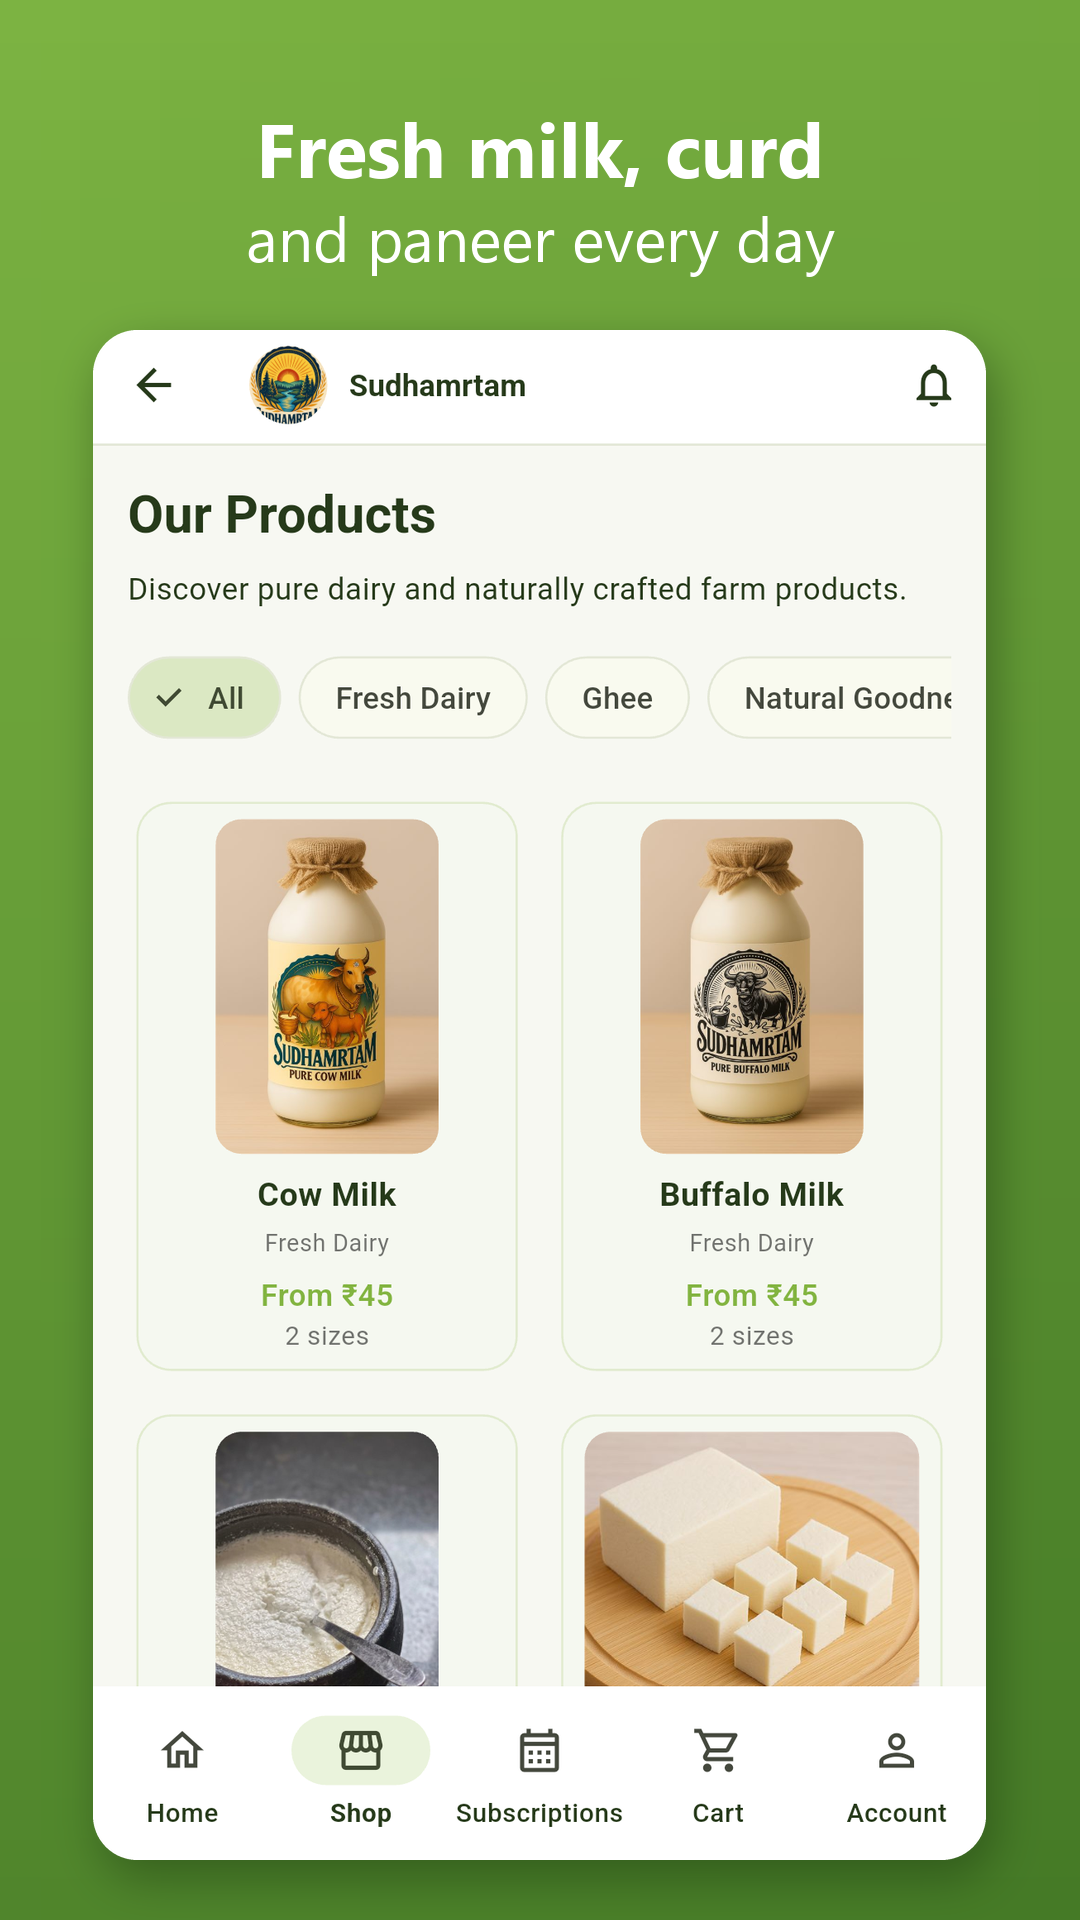 Fresh milk, curd
and paneer every day
SUDHAMRTA
Sudhamrtam
Our Products
Discover pure dairy and naturally crafted farm products.
All
Fresh Dairy
Ghee
Natural Goodne
SUDHAMRTAM
PURE COW MILK
SUDHAMRTAM
PURE BUFFALO MILK
Cow Milk
Buffalo Milk
Fresh Dairy
Fresh Dairy
From ₹45
From ₹45
2 sizes
2 sizes
Home
Shop
Subscriptions
Cart
Account